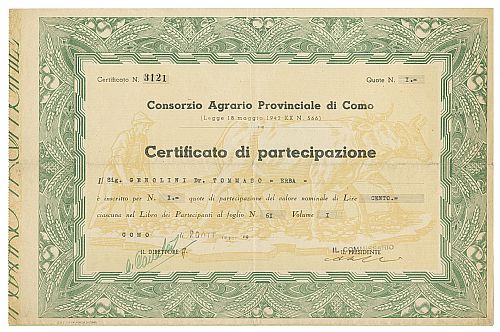 Certificato N. 3121
Quote N. 1.-
Consorzio Agrario Provinciale di Como
(Legge 18 maggio 1942 - XX N. 566)
Certificato di partecipazione
Il Sig. GEROLINI Dr. TOMMASO - ERBA -
è inscritto per N. 1.- quote di partecipazione del valore nominale di Lire CENTO.-
ciascuna nel Libro dei Partecipanti al foglio N. 61 Volume I
COMO
IL DIRETTORE
IL COMMISSARIO
IL PRESIDENTE